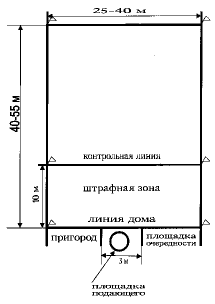 25-40 м
40-55 м
контрольная линия
10 м
штрафная зона
линия дома
пригород
площадка
очередности
3 м
площадка
подающего